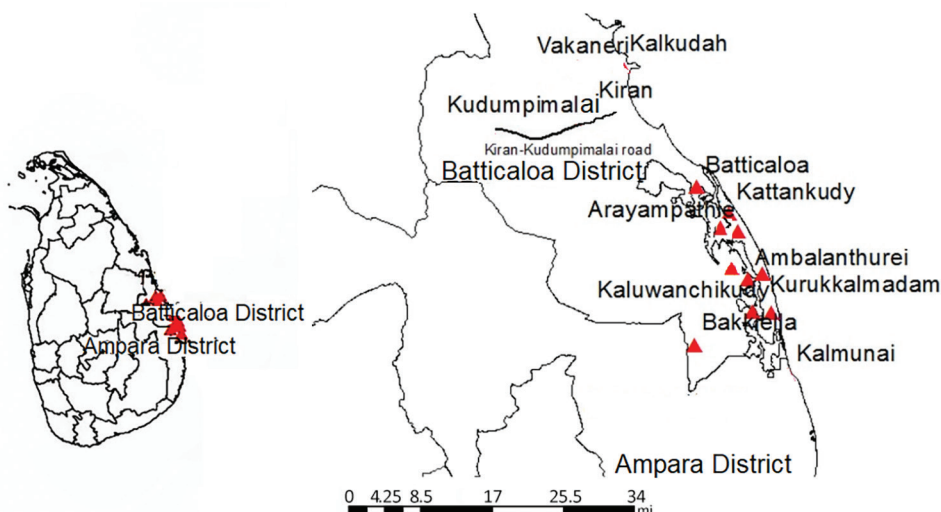 Vakaneri Kalkudah
Kiran
Kudumpimalai
Kiran-Kudumpimalai road
Batticaloa District
Batticaloa
Kattankudy
Arayampathie
Ambalanthurei
Kurukkalmadam
Kaluwanchikudy
Bakkiella
Kalmunai
Ampara District
Batticaloa District
Ampara District
0 4.25 8.5 17 25.5 34
mi